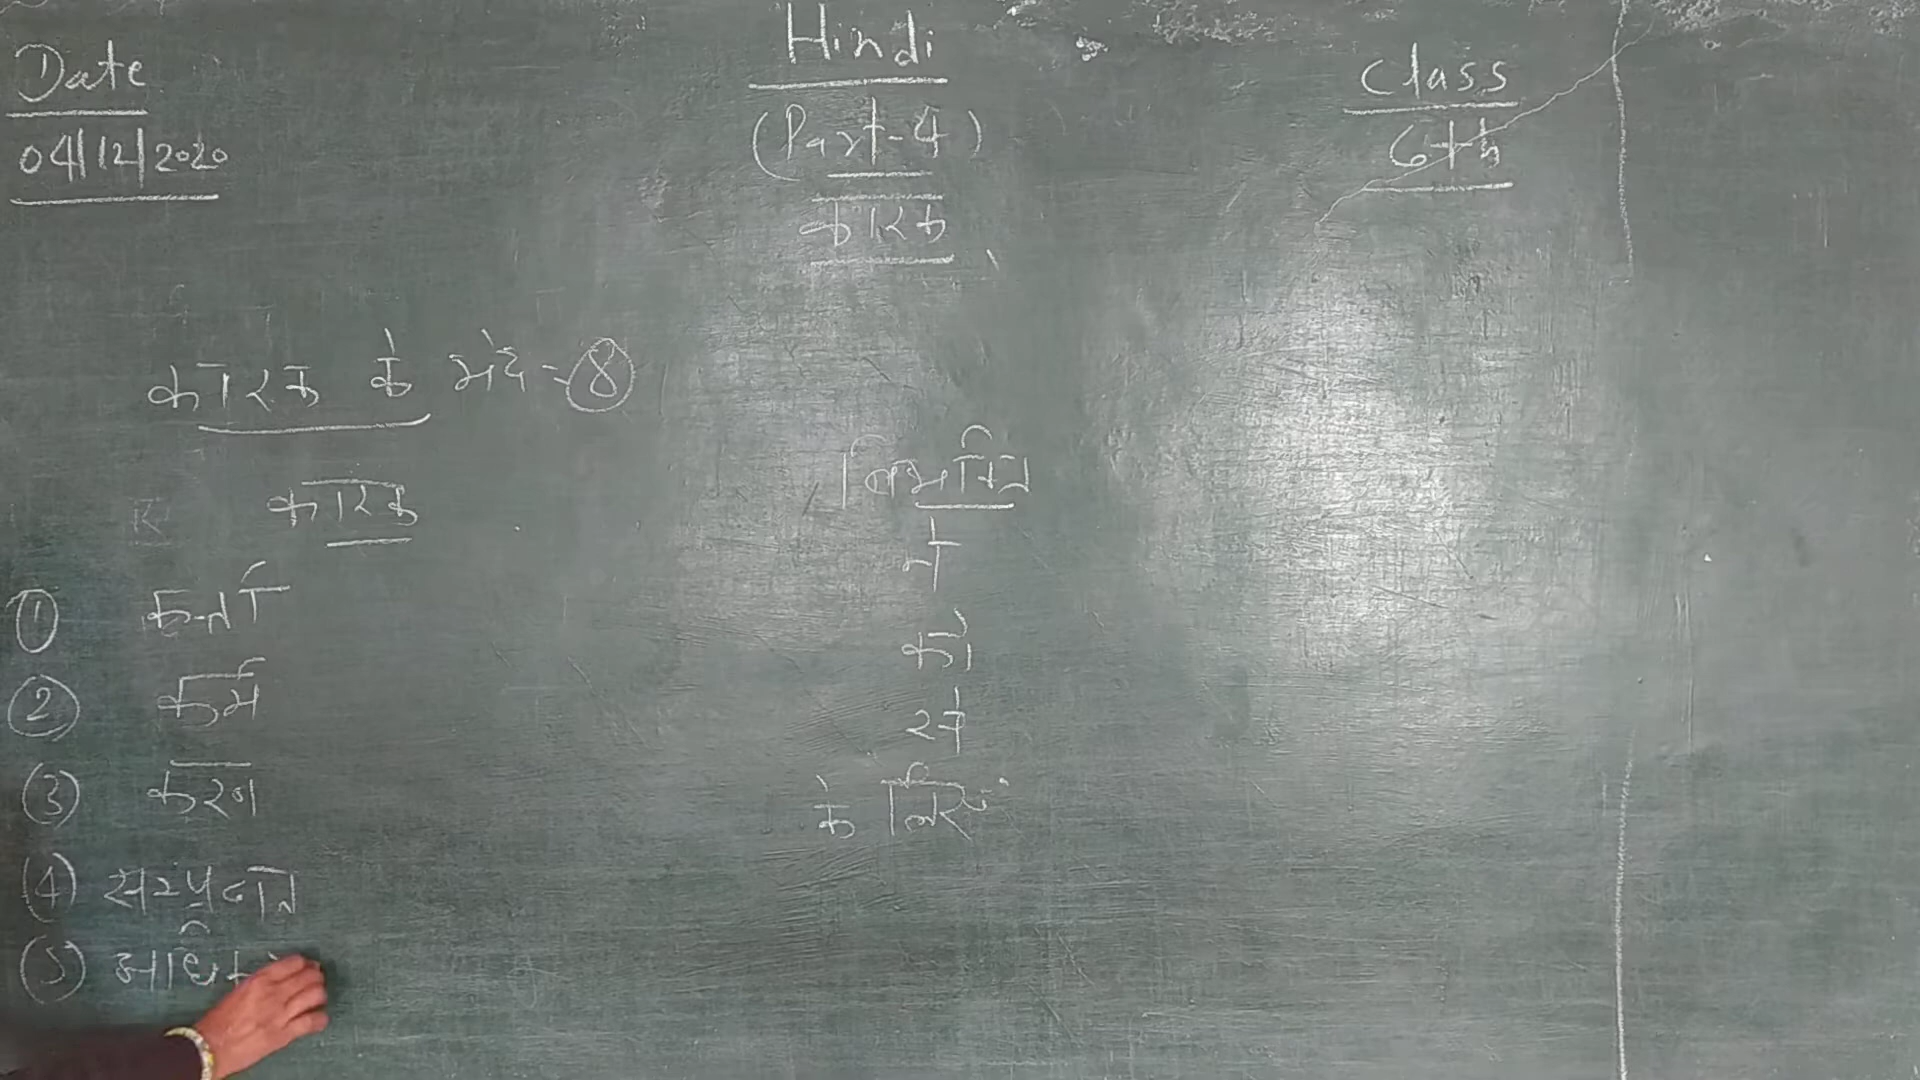 Date
04/12/2020
Hindi
(Part-4)
कारक
Class
6th
कारक के भेद - 8
कारक
विभक्ति
① कर्ता
ने
② कर्म
को
(3) करण
से
(4) सम्प्रदान
के लिए
(5)